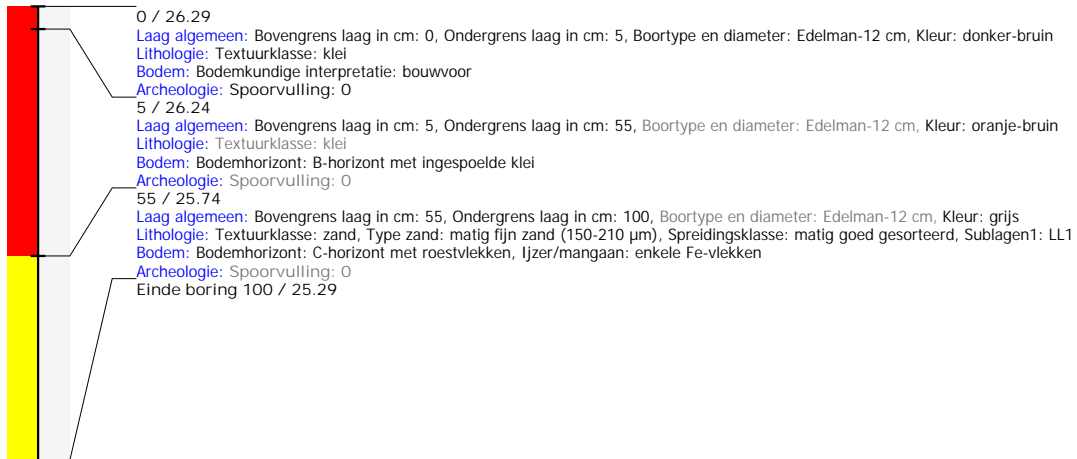 0 / 26.29
Laag algemeen: Bovengrens laag in cm: 0, Ondergrens laag in cm: 5, Boortype en diameter: Edelman-12 cm, Kleur: donker-bruin
Lithologie: Textuurklasse: klei
Bodem: Bodemkundige interpretatie: bouwvoor
Archeologie: Spoorvulling: 0
5 / 26.24
Laag algemeen: Bovengrens laag in cm: 5, Ondergrens laag in cm: 55, Boortype en diameter: Edelman-12 cm, Kleur: oranje-bruin
Lithologie: Textuurklasse: klei
Bodem: Bodemhorizont: B-horizont met ingespoelde klei
Archeologie: Spoorvulling: 0
55 / 25.74
Laag algemeen: Bovengrens laag in cm: 55, Ondergrens laag in cm: 100, Boortype en diameter: Edelman-12 cm, Kleur: grijs
Lithologie: Textuurklasse: zand, Type zand: matig fijn zand (150-210 µm), Spreidingsklasse: matig goed gesorteerd, Sublagen1: LL1
Bodem: Bodemhorizont: C-horizont met roestvlekken, Ijzer/mangaan: enkele Fe-vlekken
Archeologie: Spoorvulling: 0
Einde boring 100 / 25.29